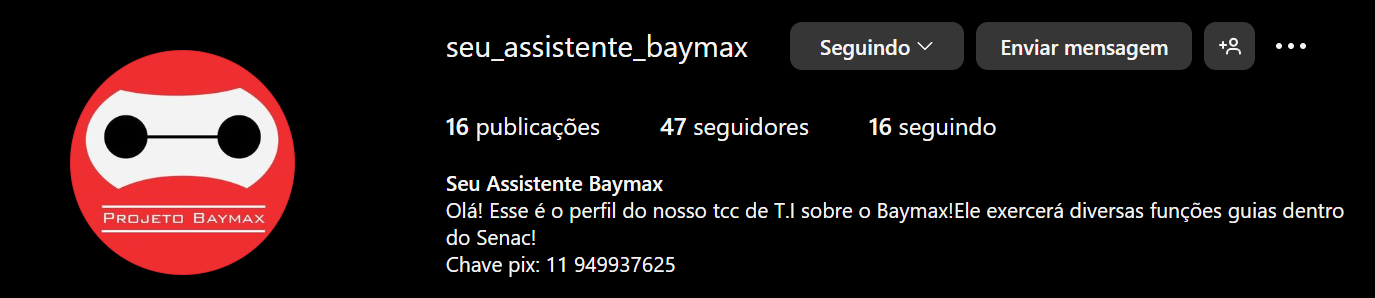 seu_assistente_baymax
Seguindo
Enviar mensagem
16 publicações
47 seguidores
16 seguindo
Seu Assistente Baymax
Olá! Esse é o perfil do nosso tcc de T.I sobre o Baymax!Ele exercerá diversas funções guias dentro
do Senac!
Chave pix: 11 949937625
PROJETO BAYMAX